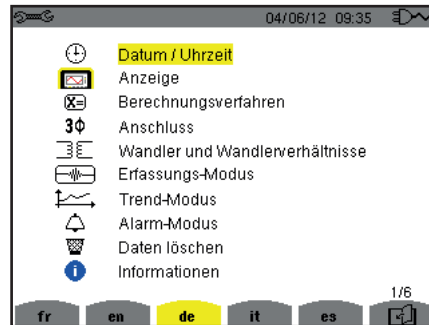 04/06/12 09:35
Datum / Uhrzeit
Anzeige
X= Berechnungsverfahren
3Φ Anschluss
Wandler und Wandlerverhältnisse
Erfassungs-Modus
Trend-Modus
Alarm-Modus
Daten löschen
i Informationen
1/6
fr en de it es